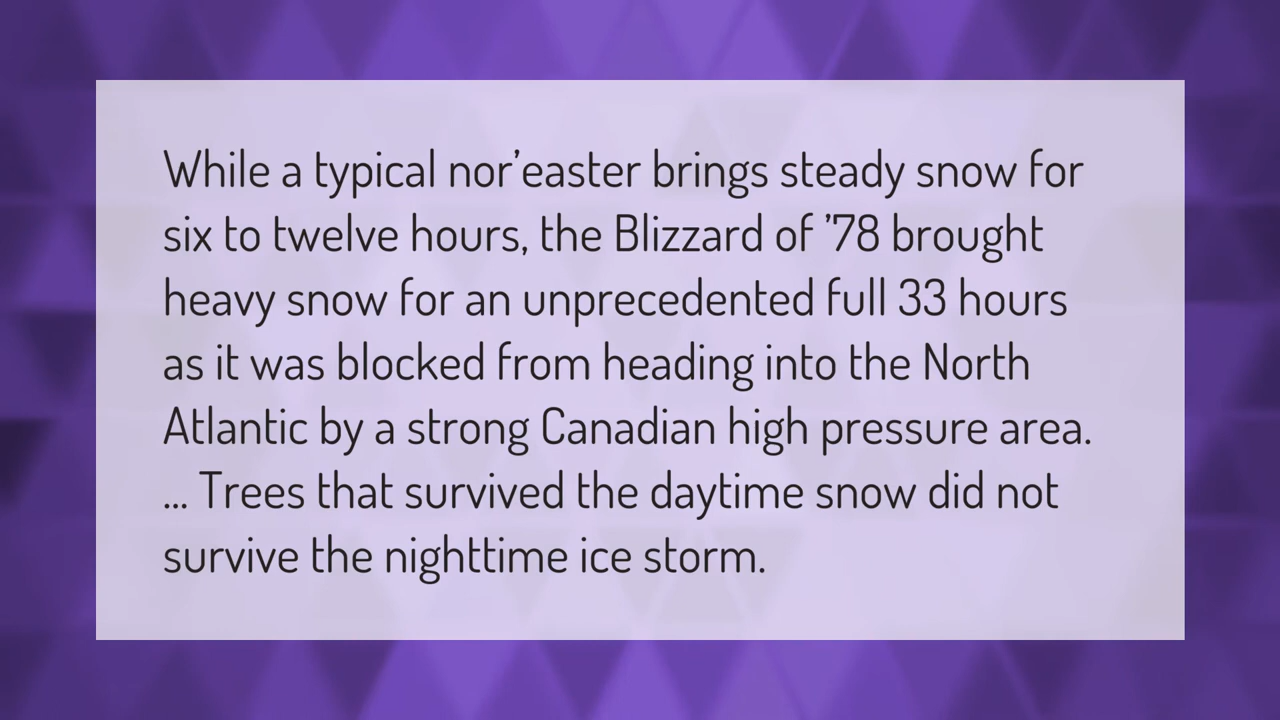 While a typical nor’easter brings steady snow for
six to twelve hours, the Blizzard of ’78 brought
heavy snow for an unprecedented full 33 hours
as it was blocked from heading into the North
Atlantic by a strong Canadian high pressure area.
... Trees that survived the daytime snow did not
survive the nighttime ice storm.